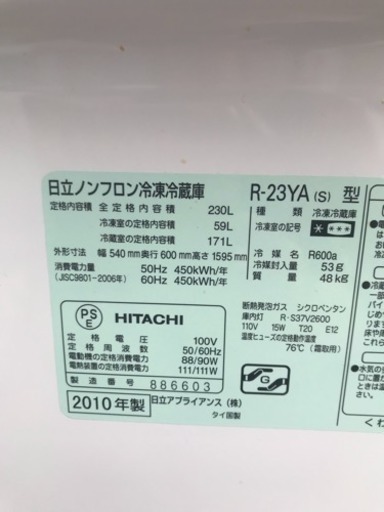 日立ノンフロン冷凍冷蔵庫 R-23YA (S) 型
定格内容積 全定格内容積 230L
冷凍室の定格内容積 59L
冷蔵室の定格内容積 171L
外形寸法 幅 540 mm奥行 600 mm高さ 1595 mm
消費電力量 50Hz 450kWh/年
(JISC9801-2006年) 60Hz 450kWh/年
種類 冷凍冷蔵庫
冷凍室の記号 ****
冷媒 R600a
冷媒封入量 53g
質量 48kg
断熱発泡ガス シクロペンタン
庫内灯 R-S37V2600
110V 15W T20 E12
温度ヒューズの定格動作温度
76℃ (霜取用)
PS
E
HITACHI
定格電圧 100V
定格周波数 50/60Hz
電動機の定格消費電力 88/90W
電熱装置の定格消費電力 111/111W
製造番号 886603
2010年製
日立アプライアンス (株)
タイ国製
G